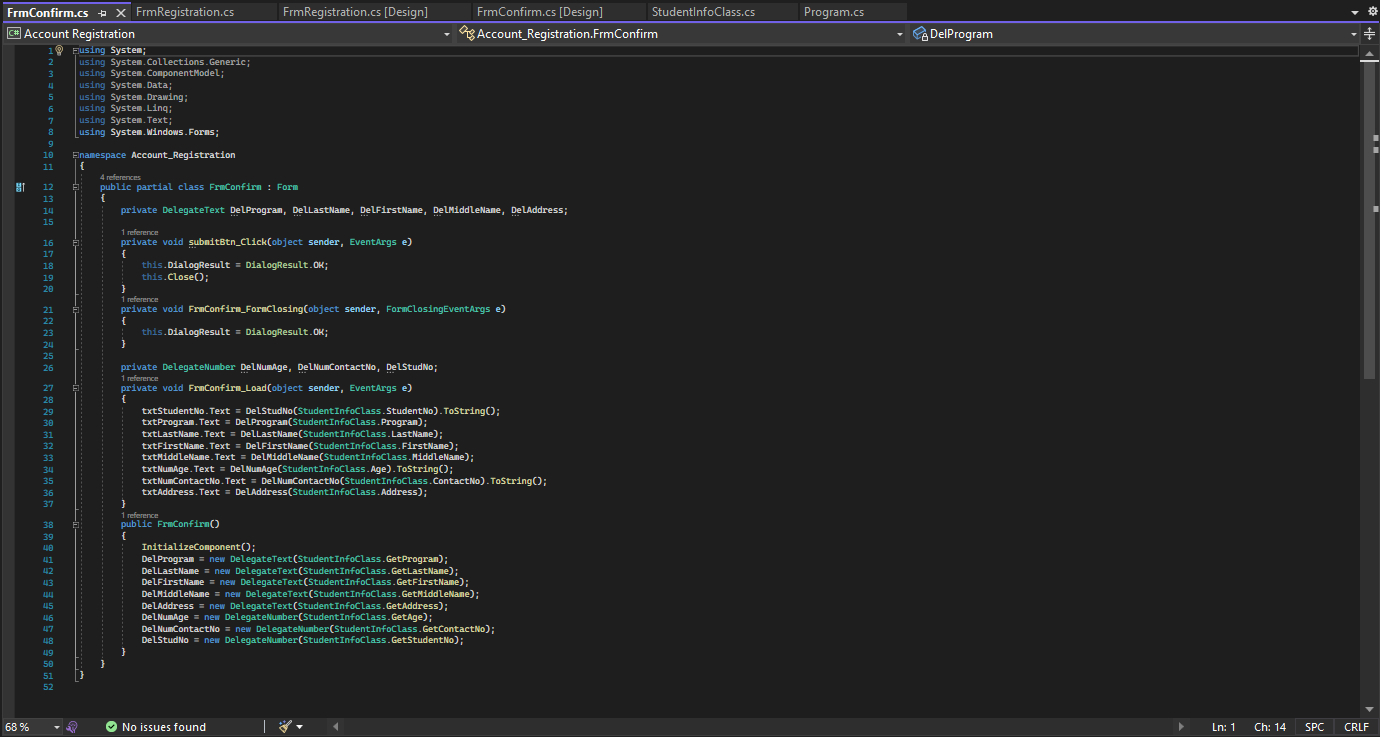 FrmConfirm.cs FrmRegistration.cs FrmRegistration.cs [Design] FrmConfirm.cs [Design] StudentInfoClass.cs Program.cs
C# Account Registration Account_Registration.FrmConfirm DelProgram
1 using System;
2 using System.Collections.Generic;
3 using System.ComponentModel;
4 using System.Data;
5 using System.Drawing;
6 using System.Linq;
7 using System.Text;
8 using System.Windows.Forms;
9
10 namespace Account_Registration
11 {
4 references
12 public partial class FrmConfirm : Form
13 {
14 private DelegateText DelProgram, DelLastName, DelFirstName, DelMiddleName, DelAddress;
15
1 reference
16 private void submitBtn_Click(object sender, EventArgs e)
17 {
18 this.DialogResult = DialogResult.OK;
19 this.Close();
20 }
1 reference
21 private void FrmConfirm_FormClosing(object sender, FormClosingEventArgs e)
22 {
23 this.DialogResult = DialogResult.OK;
24 }
25
26 private DelegateNumber DelNumAge, DelNumContactNo, DelStudNo;
1 reference
27 private void FrmConfirm_Load(object sender, EventArgs e)
28 {
29 txtStudentNo.Text = DelStudNo(StudentInfoClass.StudentNo).ToString();
30 txtProgram.Text = DelProgram(StudentInfoClass.Program);
31 txtLastName.Text = DelLastName(StudentInfoClass.LastName);
32 txtFirstName.Text = DelFirstName(StudentInfoClass.FirstName);
33 txtMiddleName.Text = DelMiddleName(StudentInfoClass.MiddleName);
34 txtNumAge.Text = DelNumAge(StudentInfoClass.Age).ToString();
35 txtNumContactNo.Text = DelNumContactNo(StudentInfoClass.ContactNo).ToString();
36 txtAddress.Text = DelAddress(StudentInfoClass.Address);
37 }
1 reference
38 public FrmConfirm()
39 {
40 InitializeComponent();
41 DelProgram = new DelegateText(StudentInfoClass.GetProgram);
42 DelLastName = new DelegateText(StudentInfoClass.GetLastName);
43 DelFirstName = new DelegateText(StudentInfoClass.GetFirstName);
44 DelMiddleName = new DelegateText(StudentInfoClass.GetMiddleName);
45 DelAddress = new DelegateText(StudentInfoClass.GetAddress);
46 DelNumAge = new DelegateNumber(StudentInfoClass.GetAge);
47 DelNumContactNo = new DelegateNumber(StudentInfoClass.GetContactNo);
48 DelStudNo = new DelegateNumber(StudentInfoClass.GetStudentNo);
49 }
50 }
51 }
52
68 % No issues found Ln: 1 Ch: 14 SPC CRLF